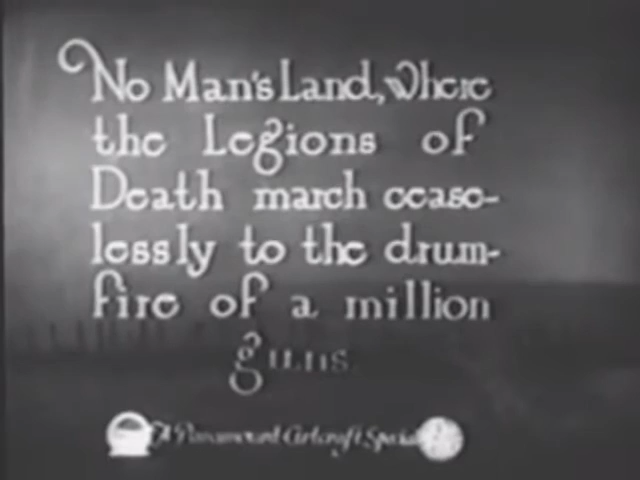 No Man's Land, where
the Legions of
Death march cease-
lessly to the drum-
fire of a million
guns.
A Paramount Artcraft Special